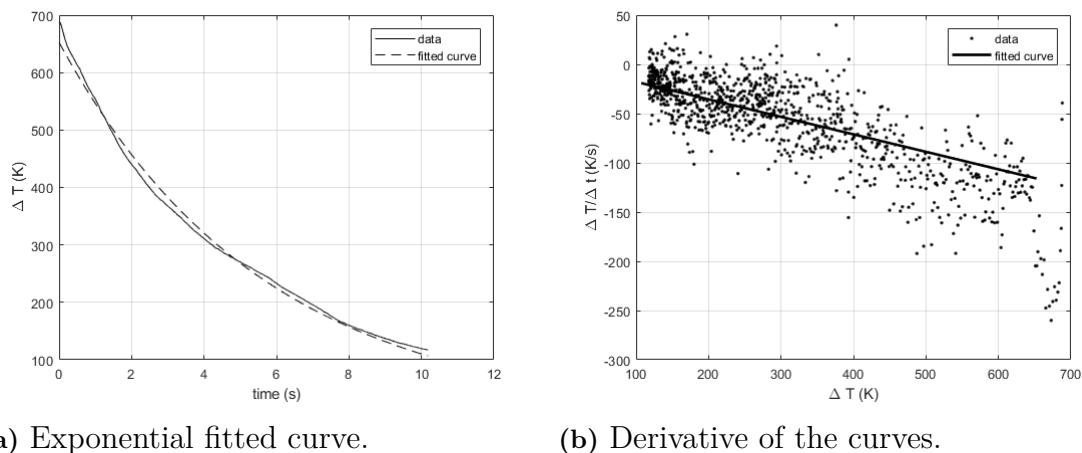 700
600
500
400
300
200
100
0
2
4
6
8
10
12
Δ T (K)
time (s)
data
fitted curve
50
0
-50
-100
-150
-200
-250
-300
100
200
300
400
500
600
700
Δ T/Δ t (K/s)
Δ T (K)
data
fitted curve
) Exponential fitted curve.
(b) Derivative of the curves.